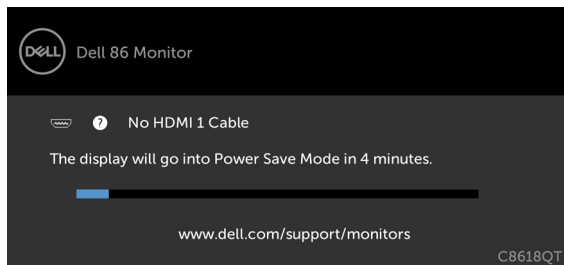 DELL Dell 86 Monitor
? No HDMI 1 Cable
The display will go into Power Save Mode in 4 minutes.
www.dell.com/support/monitors
C8618QT